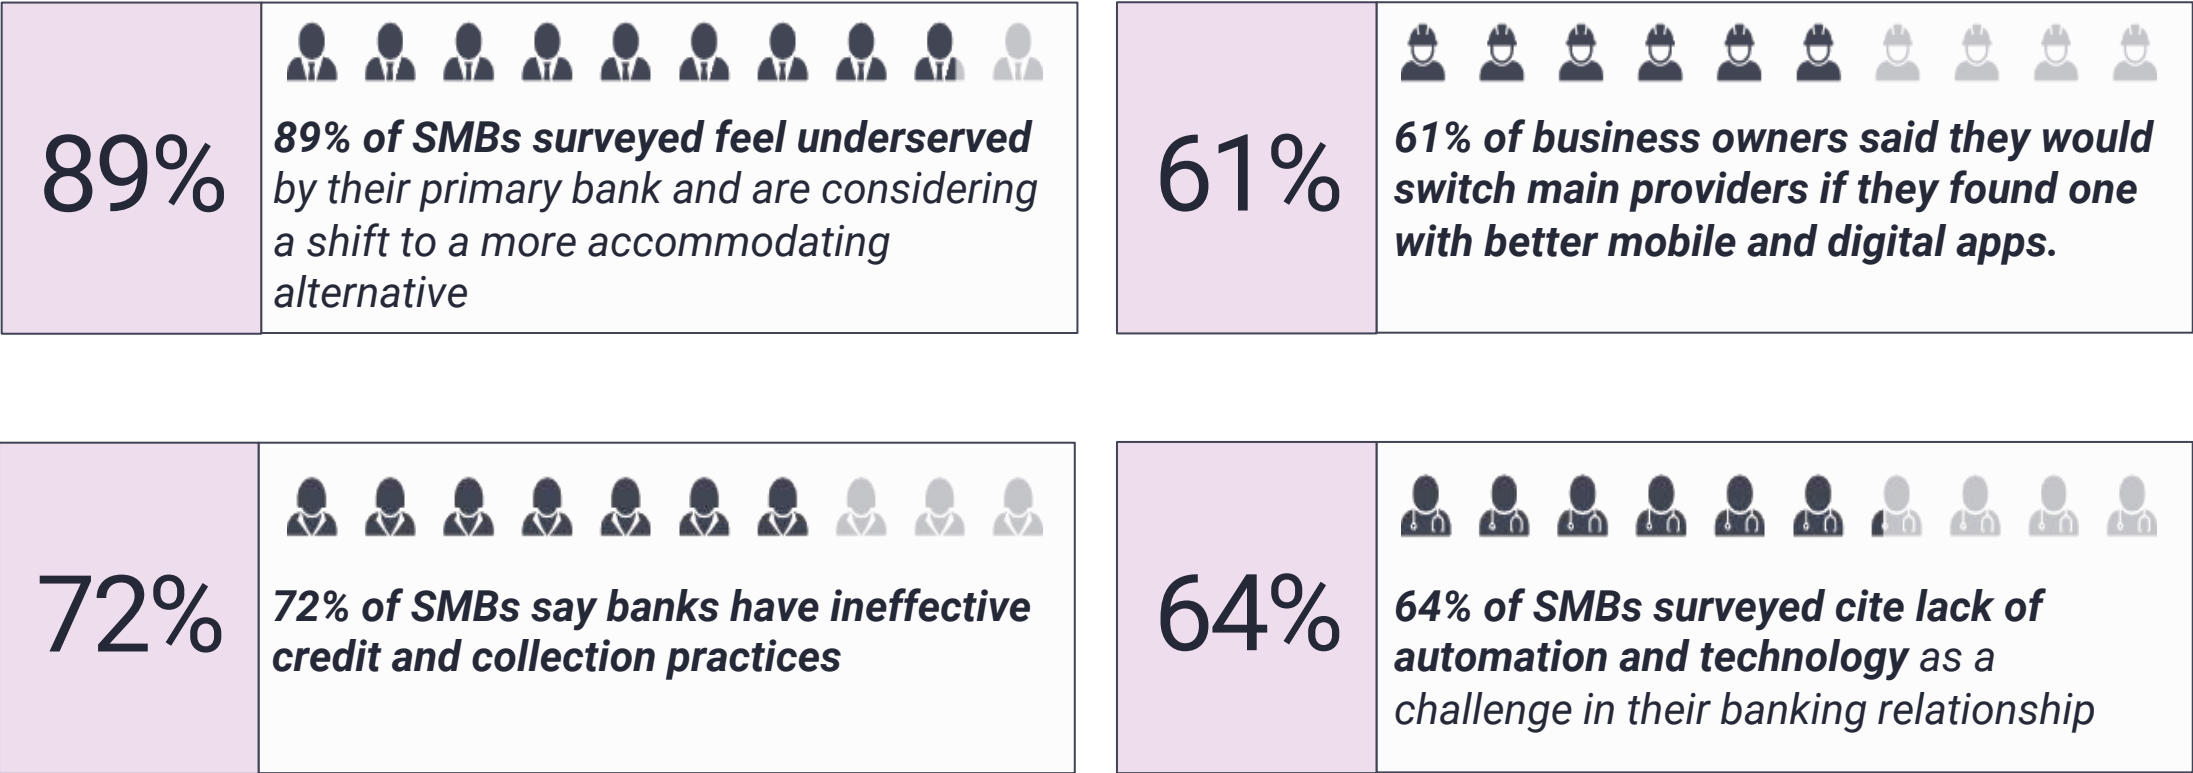 89%
89% of SMBs surveyed feel underserved
by their primary bank and are considering
a shift to a more accommodating
alternative
61%
61% of business owners said they would
switch main providers if they found one
with better mobile and digital apps.
72%
72% of SMBs say banks have ineffective
credit and collection practices
64%
64% of SMBs surveyed cite lack of
automation and technology as a
challenge in their banking relationship